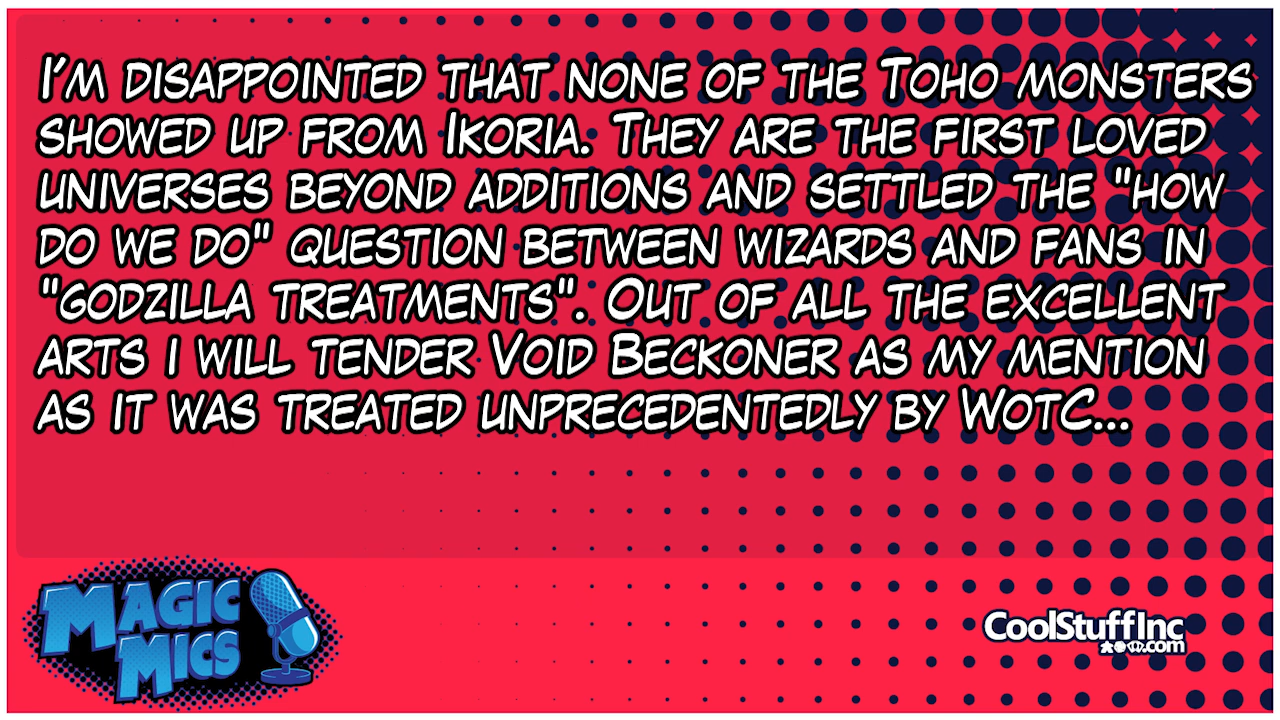 I'm disappointed that none of the Toho monsters
showed up from Ikoria. They are the first loved
universes beyond additions and settled the "how
do we do" question between wizards and fans in
"godzilla treatments". Out of all the excellent
arts I will tender Void Beckoner as my mention
as it was treated unprecedentedly by WotC...
Magic
Mics
CoolStuffInc
.com